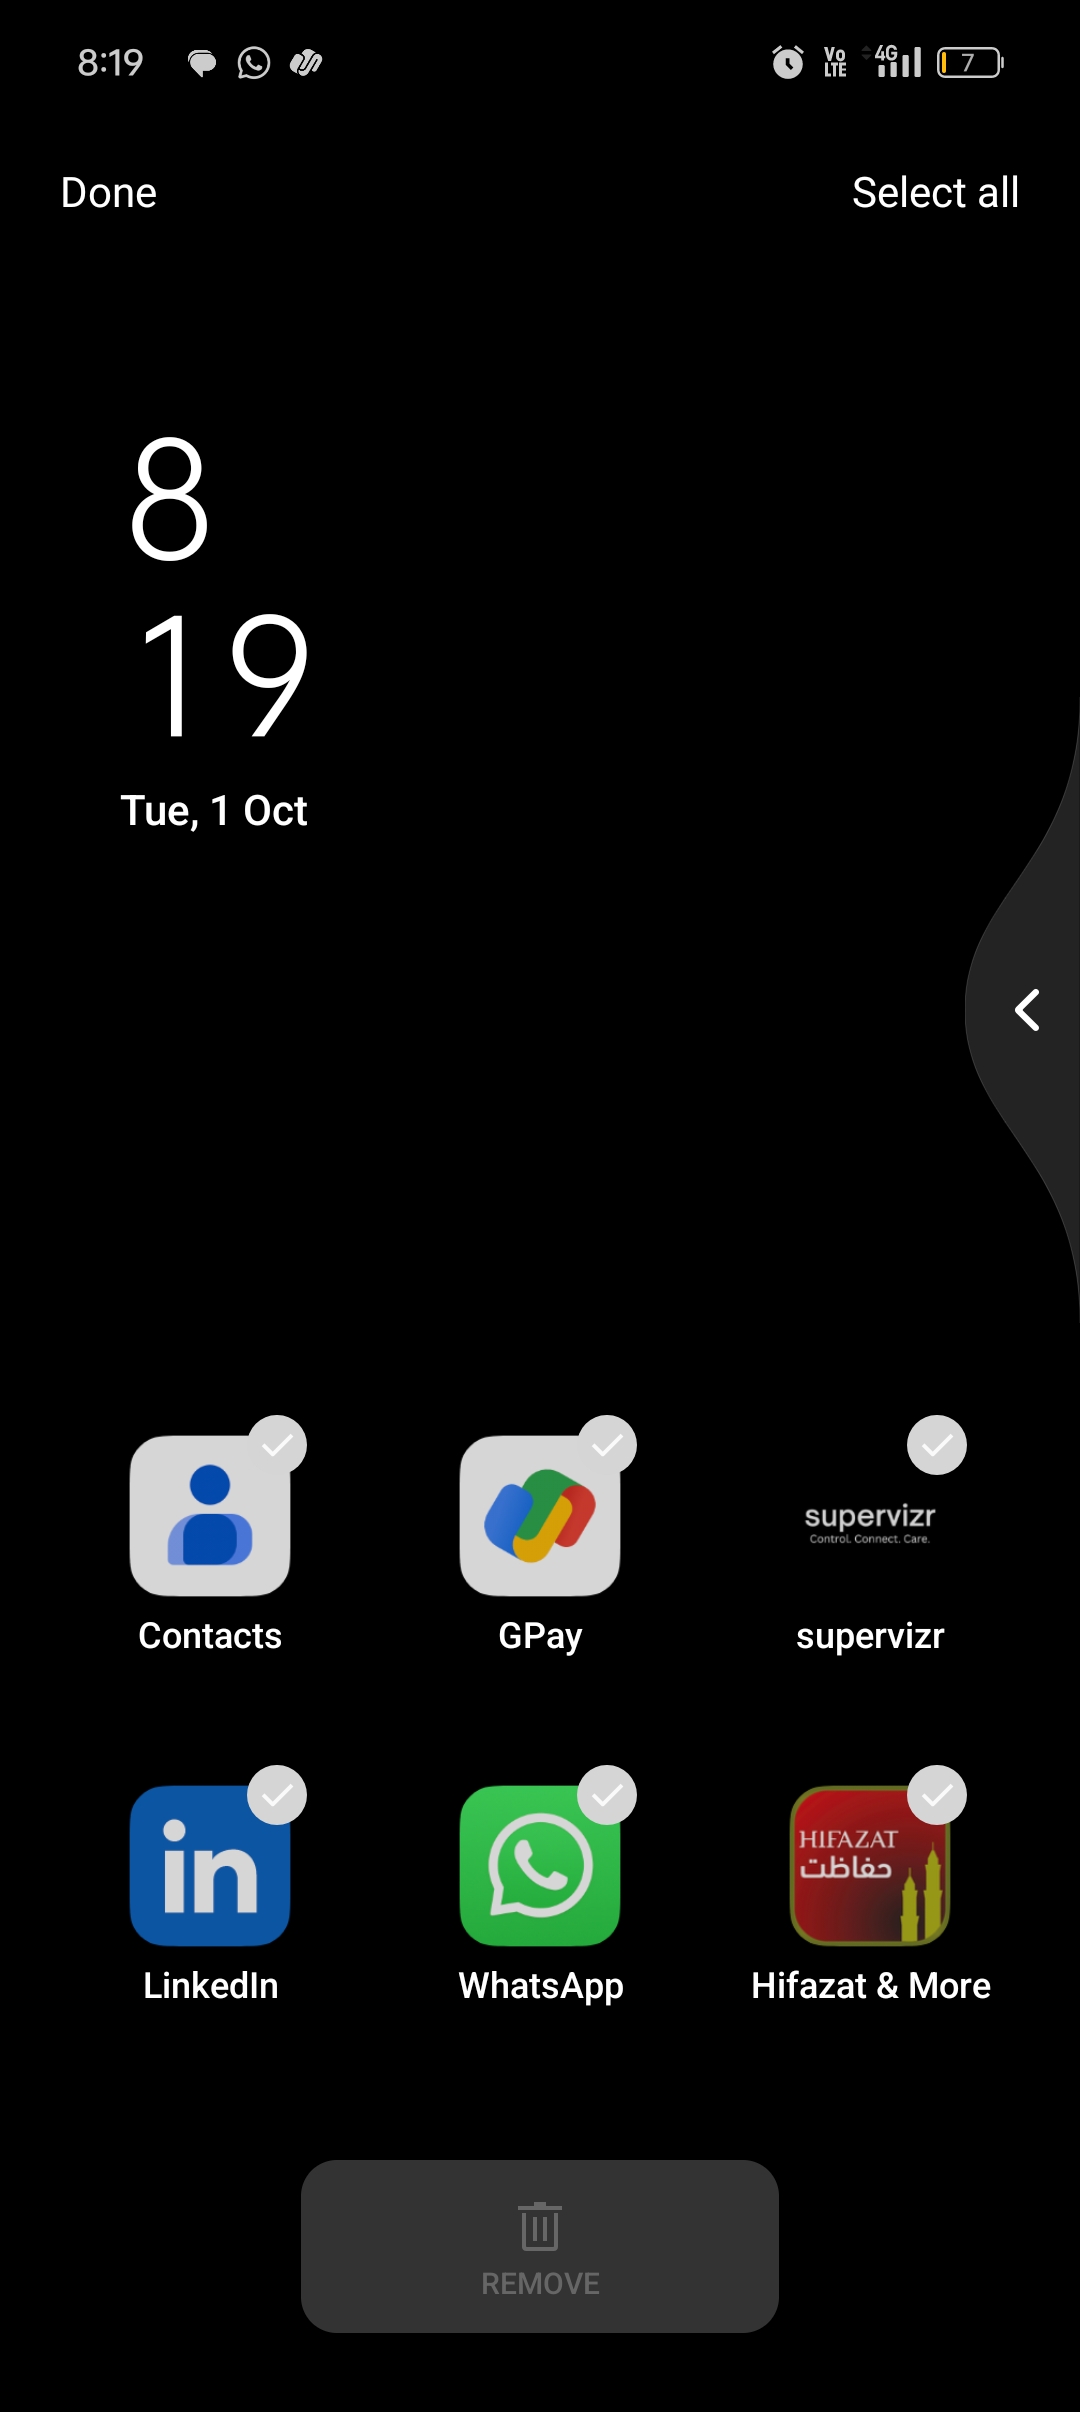 8:19 Vo LTE 4G 7
Done Select all
8
19
Tue, 1 Oct
supervizr
Control. Connect. Care.
Contacts GPay supervizr
in
HIFAZAT
حفاظت
LinkedIn WhatsApp Hifazat & More
REMOVE